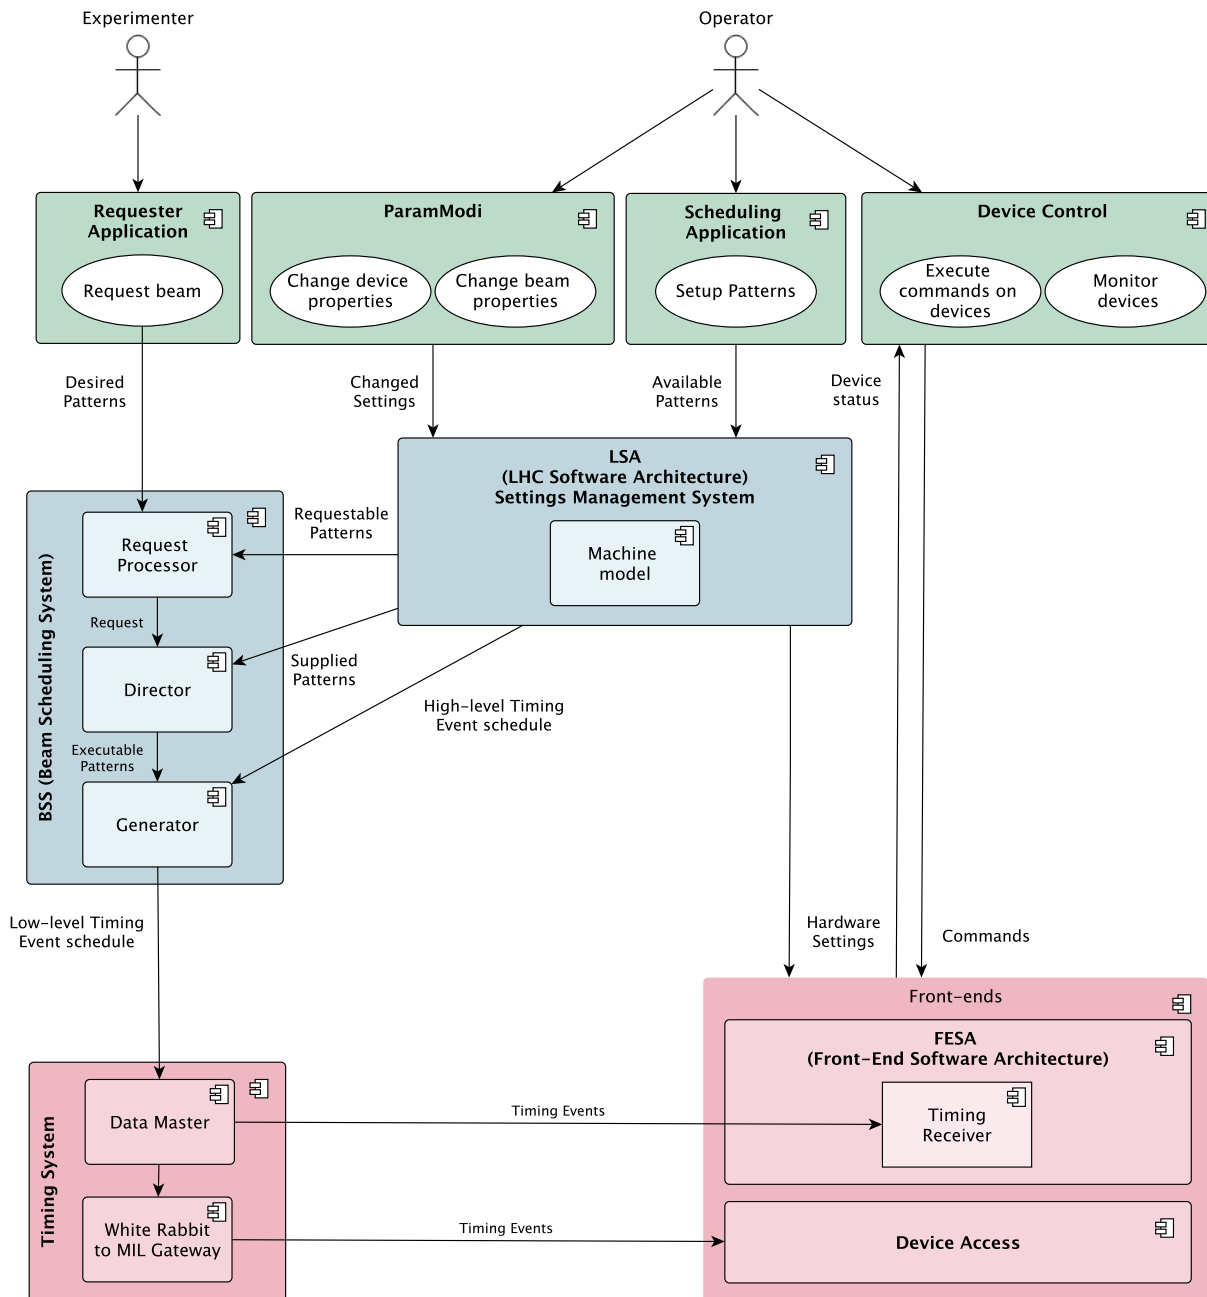 Experimenter
Operator
Requester
Application
Request beam
ParamModi
Change device
properties
Change beam
properties
Scheduling
Application
Setup Patterns
Device Control
Execute
commands on
devices
Monitor
devices
Desired
Patterns
Changed
Settings
Available
Patterns
Device
status
LSA
(LHC Software Architecture)
Settings Management System
Machine
model
Requestable
Patterns
BSS (Beam Scheduling System)
Request
Processor
Request
Director
Supplied
Patterns
High-level Timing
Event schedule
Executable
Patterns
Generator
Low-level Timing
Event schedule
Hardware
Settings
Commands
Front-ends
FESA
(Front-End Software Architecture)
Timing
Receiver
Timing System
Data Master
Timing Events
White Rabbit
to MIL Gateway
Timing Events
Device Access